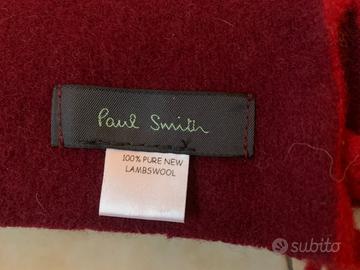 Paul Smith
100% PURE NEW
LAMBSWOOL
subito